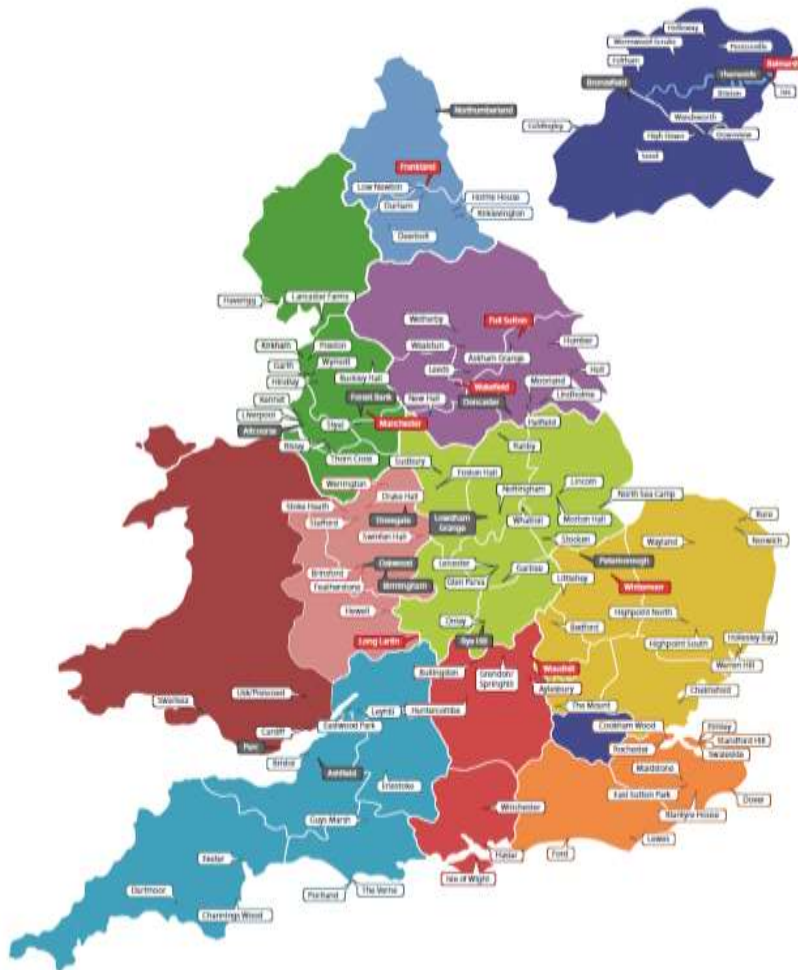 Holloway
Wormwood Scrubs
Pentonville
Feltham
Belmarsh
Thameside
Isis
Bronzefield
Brixton
Wandsworth
Coldingley
High Down
Downview
Send
Northumberland
Frankland
Low Newton
Holme House
Durham
Kirklevington
Deerbolt
Haverigg
Lancaster Farms
Wetherby
Full Sutton
Kirkham
Preston
Wealstun
Askham Grange
Humber
Garth
Wymott
Leeds
Hull
Hindley
Buckley Hall
Wakefield
Moorland
Kennet
Forest Bank
New Hall
Doncaster
Lindholme
Liverpool
Hatfield
Altcourse
Styal
Manchester
Risley
Ranby
Thorn Cross
Sudbury
Foston Hall
Werrington
Lincoln
Drake Hall
Nottingham
North Sea Camp
Stoke Heath
Stafford
Dovegate
Lowdham
Grange
Whatton
Morton Hall
Rure
Swinfen Hall
Norwich
Stocken
Wayland
Oakwood
Leicester
Gartree
Peterborough
Brinsford
Birmingham
Glen Parva
Littlehey
Whitemoor
Featherstone
Hewell
Onley
Highpoint North
Bedford
Hollesley Bay
Long Lartin
Rye Hill
Highpoint South
Warren Hill
Bullingdon
Grendon/
Springhill
Woodhill
Usk/Prescoed
Aylesbury
Chelmsford
Swansea
Leyhill
Huntercombe
The Mount
Cardiff
Eastwood Park
Cookham Wood
Elmley
Parc
Rochester
Standford Hill
Bristol
Swaleside
Ashfield
Maidstone
Erlestoke
East Sutton Park
Dover
Guys Marsh
Winchester
Blantyre House
Lewes
Exeter
Haslar
Ford
Isle of Wight
Dartmoor
The Verne
Portland
Channings Wood